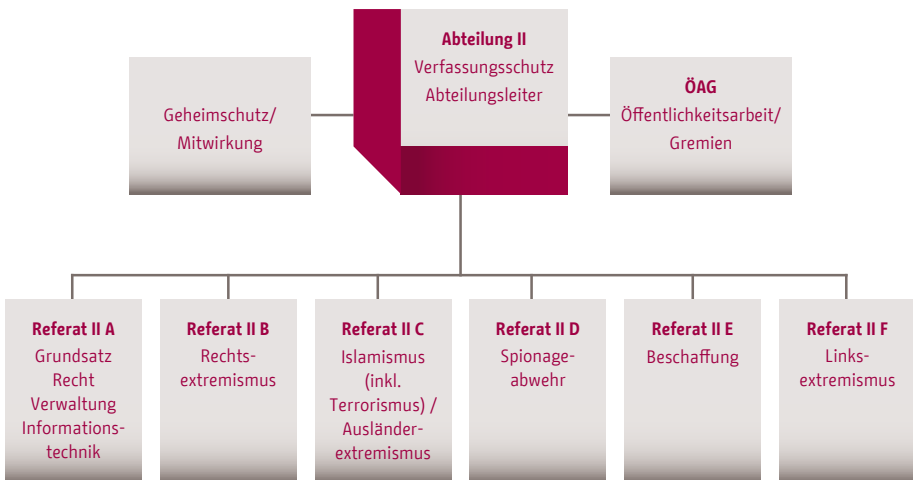 Abteilung II
Verfassungsschutz
Abteilungsleiter
Geheimschutz/
Mitwirkung
ÖAG
Öffentlichkeitsarbeit/
Gremien
Referat II A
Grundsatz
Recht
Verwaltung
Informations-
technik
Referat II B
Rechts-
extremismus
Referat II C
Islamismus
(inkl.
Terrorismus) /
Ausländer-
extremismus
Referat II D
Spionage-
abwehr
Referat II E
Beschaffung
Referat II F
Links-
extremismus